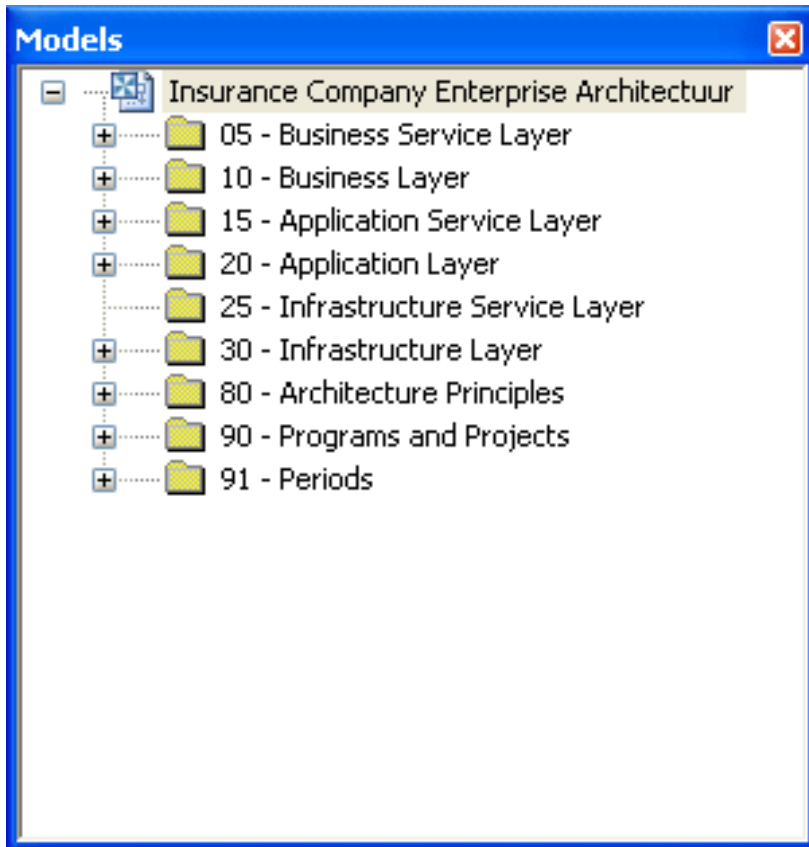 Models
Insurance Company Enterprise Architectuur
05 - Business Service Layer
10 - Business Layer
15 - Application Service Layer
20 - Application Layer
25 - Infrastructure Service Layer
30 - Infrastructure Layer
80 - Architecture Principles
90 - Programs and Projects
91 - Periods